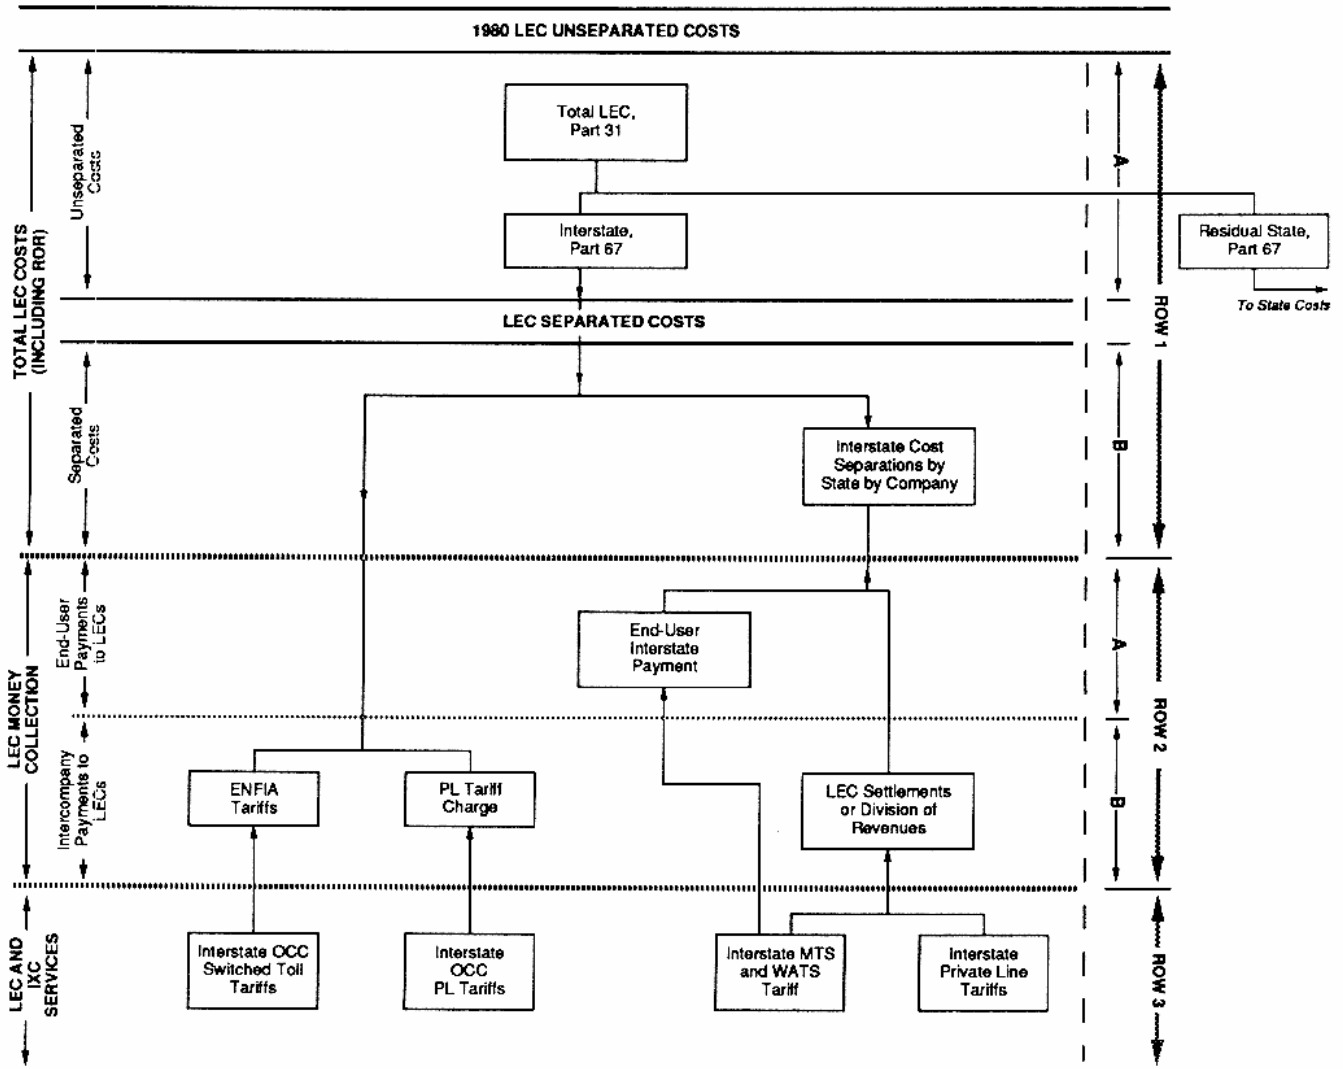 1980 LEC UNSEPARATED COSTS
TOTAL LEC COSTS
(INCLUDING ROR)
Unseparated
Costs
Total LEC,
Part 31
A
Interstate,
Part 67
Residual State,
Part 67
To State Costs
ROW 1
LEC SEPARATED COSTS
Separated
Costs
Interstate Cost
Separations by
State by Company
B
LEC MONEY
COLLECTION
End-User
Payments
to LECs
End-User
Interstate
Payment
A
ROW 2
Intercompany
Payments to
LECs
ENFIA
Tariffs
PL Tariff
Charge
LEC Settlements
or Division of
Revenues
B
LEC AND
IXC
SERVICES
Interstate OCC
Switched Toll
Tariffs
Interstate
OCC
PL Tariffs
Interstate MTS
and WATS
Tariff
Interstate
Private Line
Tariffs
ROW 3